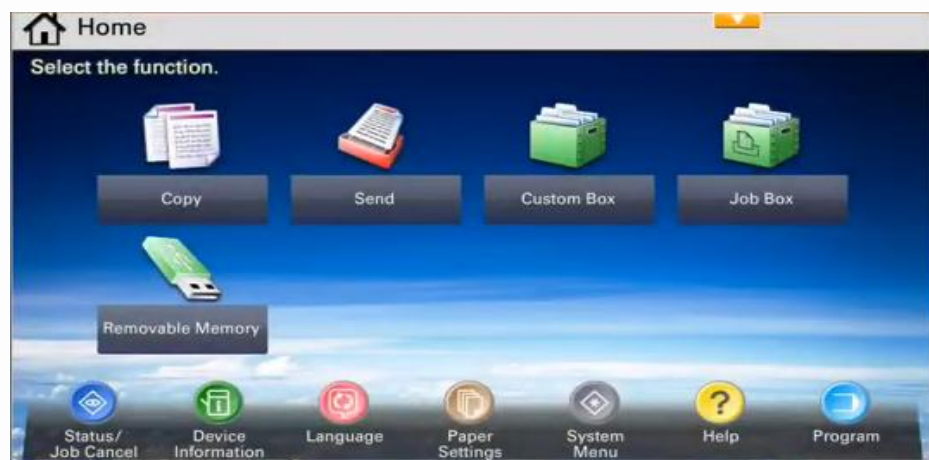 Home
Select the function.
Copy
Send
Custom Box
Job Box
Removable Memory
Status/
Job Cancel
Device
Information
Language
Paper
Settings
System
Menu
Help
Program